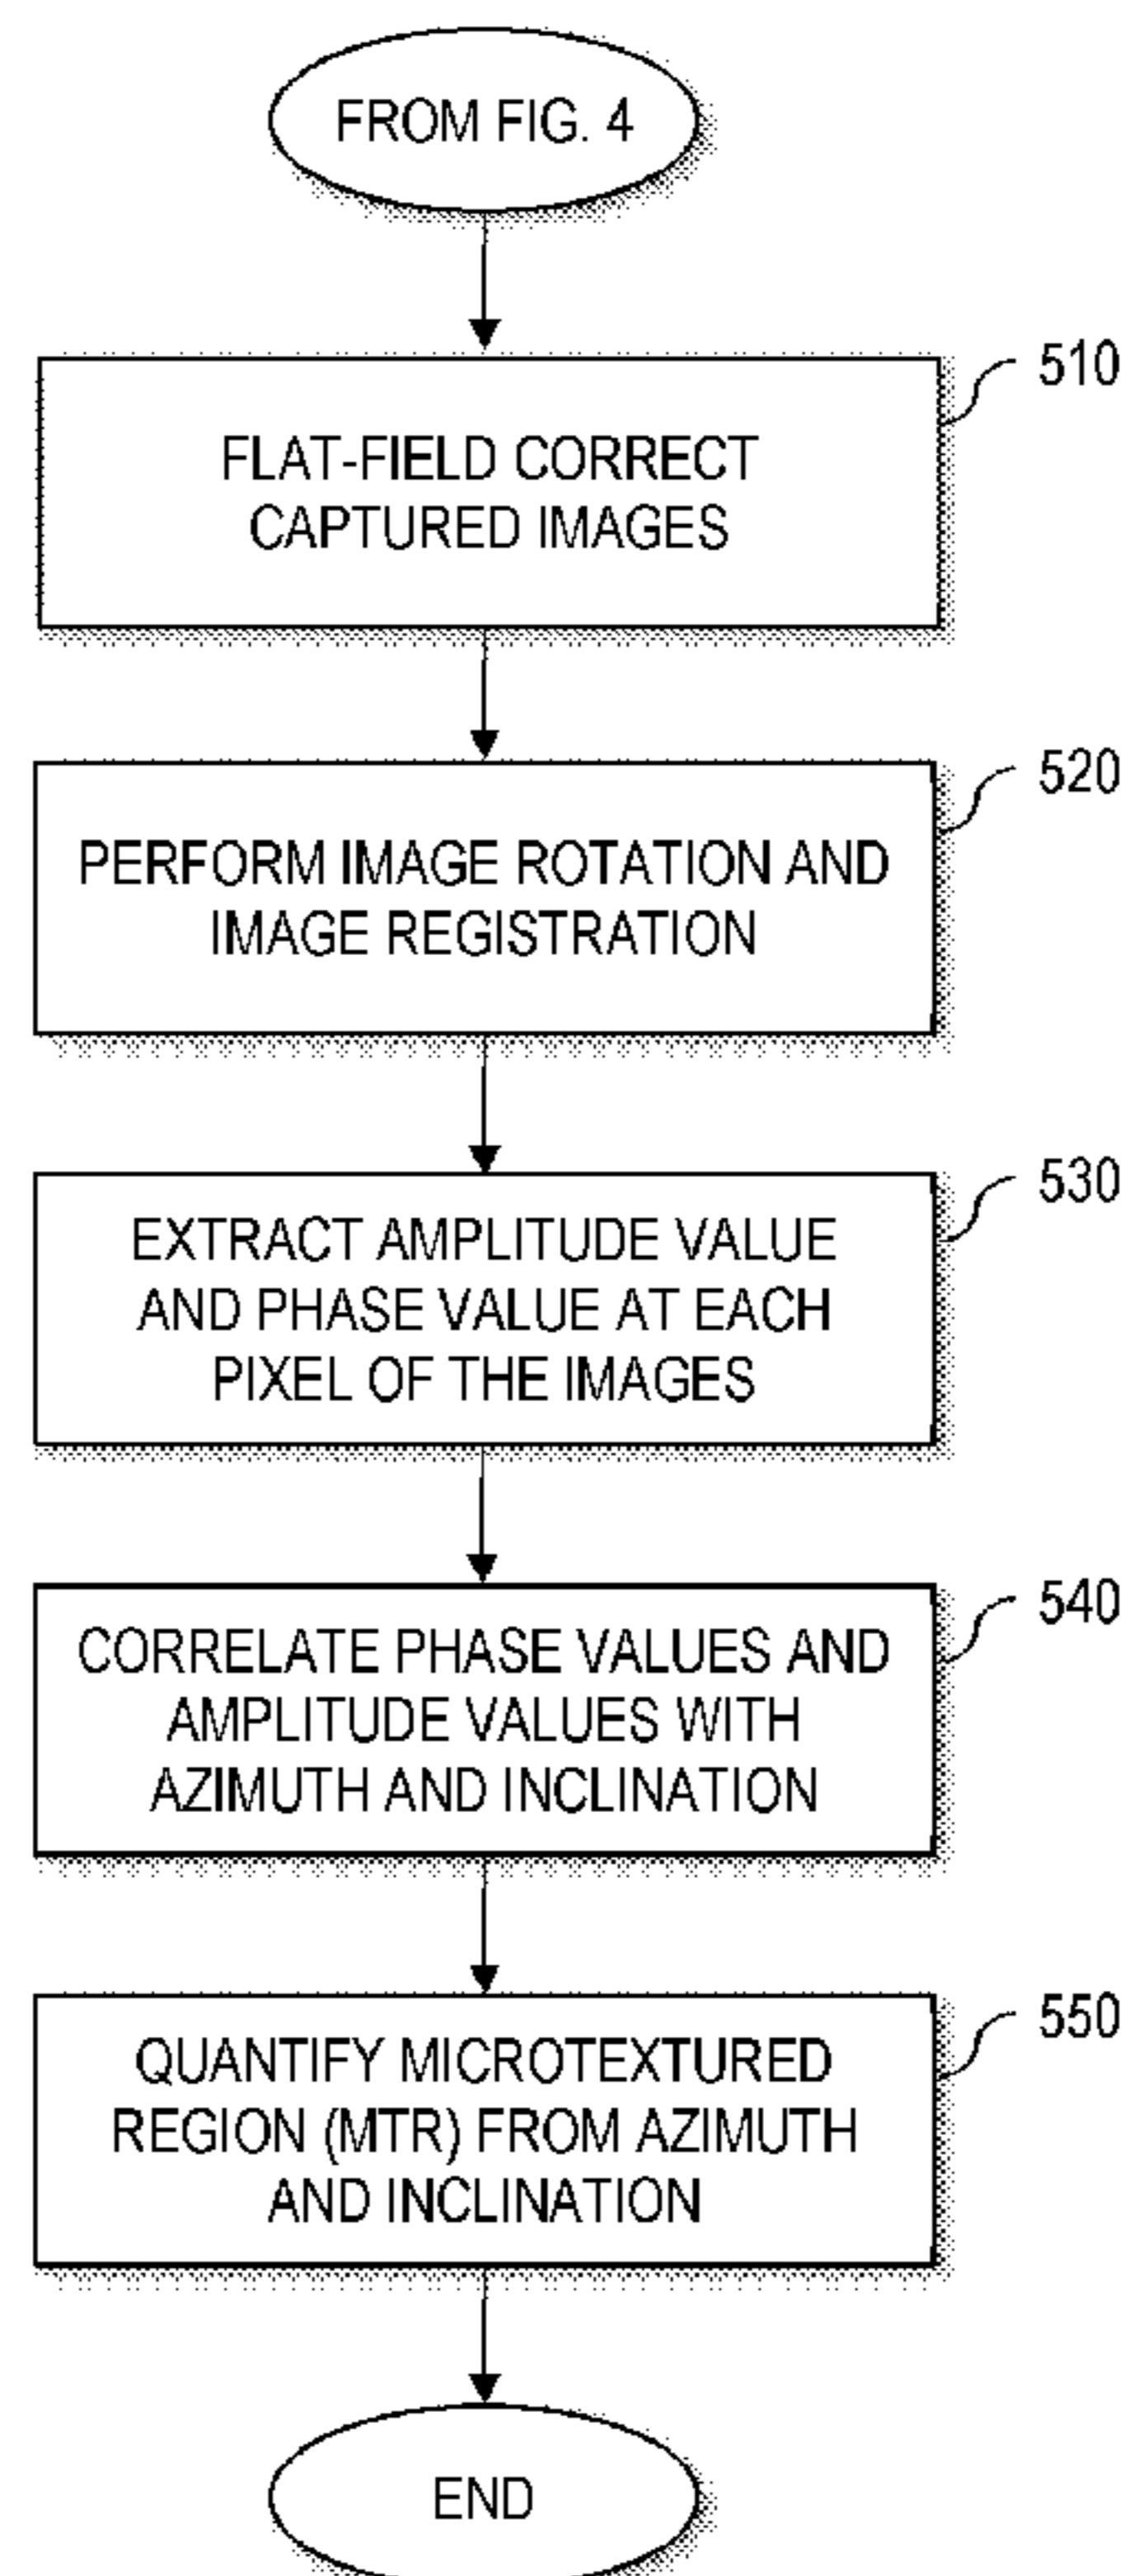 FROM FIG. 4
510
FLAT-FIELD CORRECT
CAPTURED IMAGES
520
PERFORM IMAGE ROTATION AND
IMAGE REGISTRATION
530
EXTRACT AMPLITUDE VALUE
AND PHASE VALUE AT EACH
PIXEL OF THE IMAGES
540
CORRELATE PHASE VALUES AND
AMPLITUDE VALUES WITH
AZIMUTH AND INCLINATION
550
QUANTIFY MICROTEXTURED
REGION (MTR) FROM AZIMUTH
AND INCLINATION
END